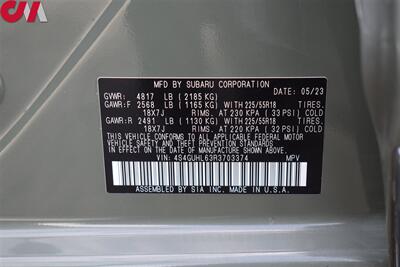 CMA
MFD BY SUBARU CORPORATION 05/23
GVWR: 4817 LB (2185 KG)
GAWR:F 2568 LB (1165 KG) WITH 225/55R18 TIRES,
18X7J RIMS, AT 230 KPA (33 PSI) COLD
GAWR:R 2491 LB (1130 KG) WITH 225/55R18 TIRES,
18X7J RIMS, AT 220 KPA (32 PSI) COLD
THIS VEHICLE CONFORMS TO ALL APPLICABLE FEDERAL MOTOR
VEHICLE SAFETY AND THEFT PREVENTION STANDARDS IN EFFECT
ON THE DATE OF MANUFACTURE SHOWN ABOVE.
VIN: 4S4GUHL63R3703374 MPV
ASSEMBLED BY SIA INC. IN U.S.A.